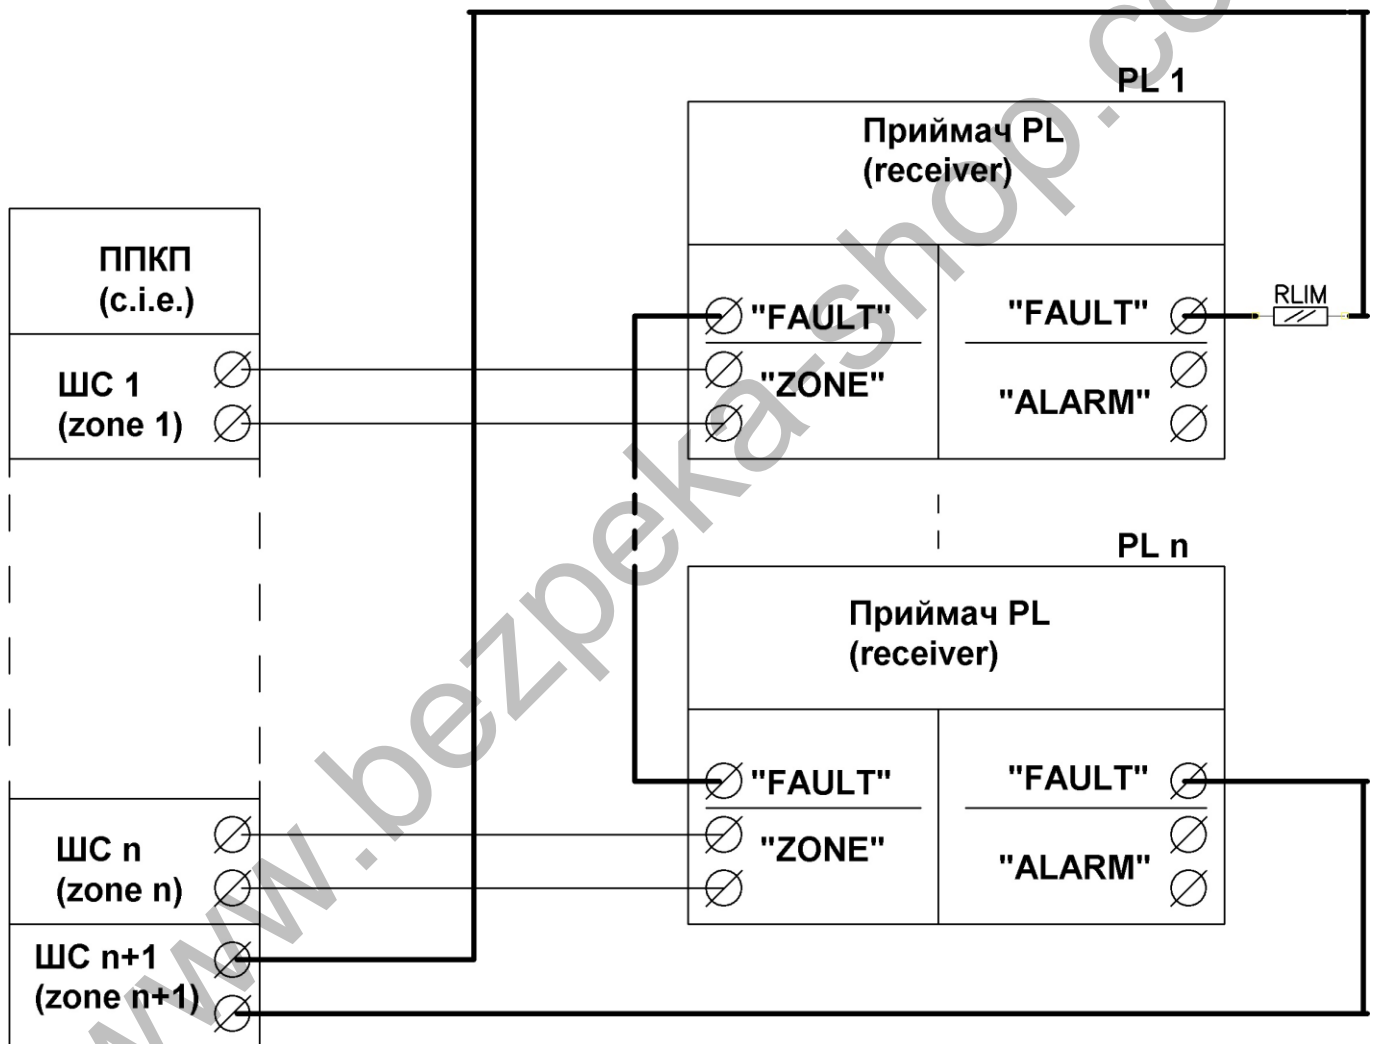 PL 1
Приймач PL
(receiver)
ППКП
(c.i.e.)
"FAULT"
"FAULT"
RLIM
ШС 1
(zone 1)
"ZONE"
"ALARM"
PL n
Приймач PL
(receiver)
"FAULT"
"FAULT"
ШС n
(zone n)
"ZONE"
"ALARM"
ШС n+1
(zone n+1)
www.bezpeka-shop.co